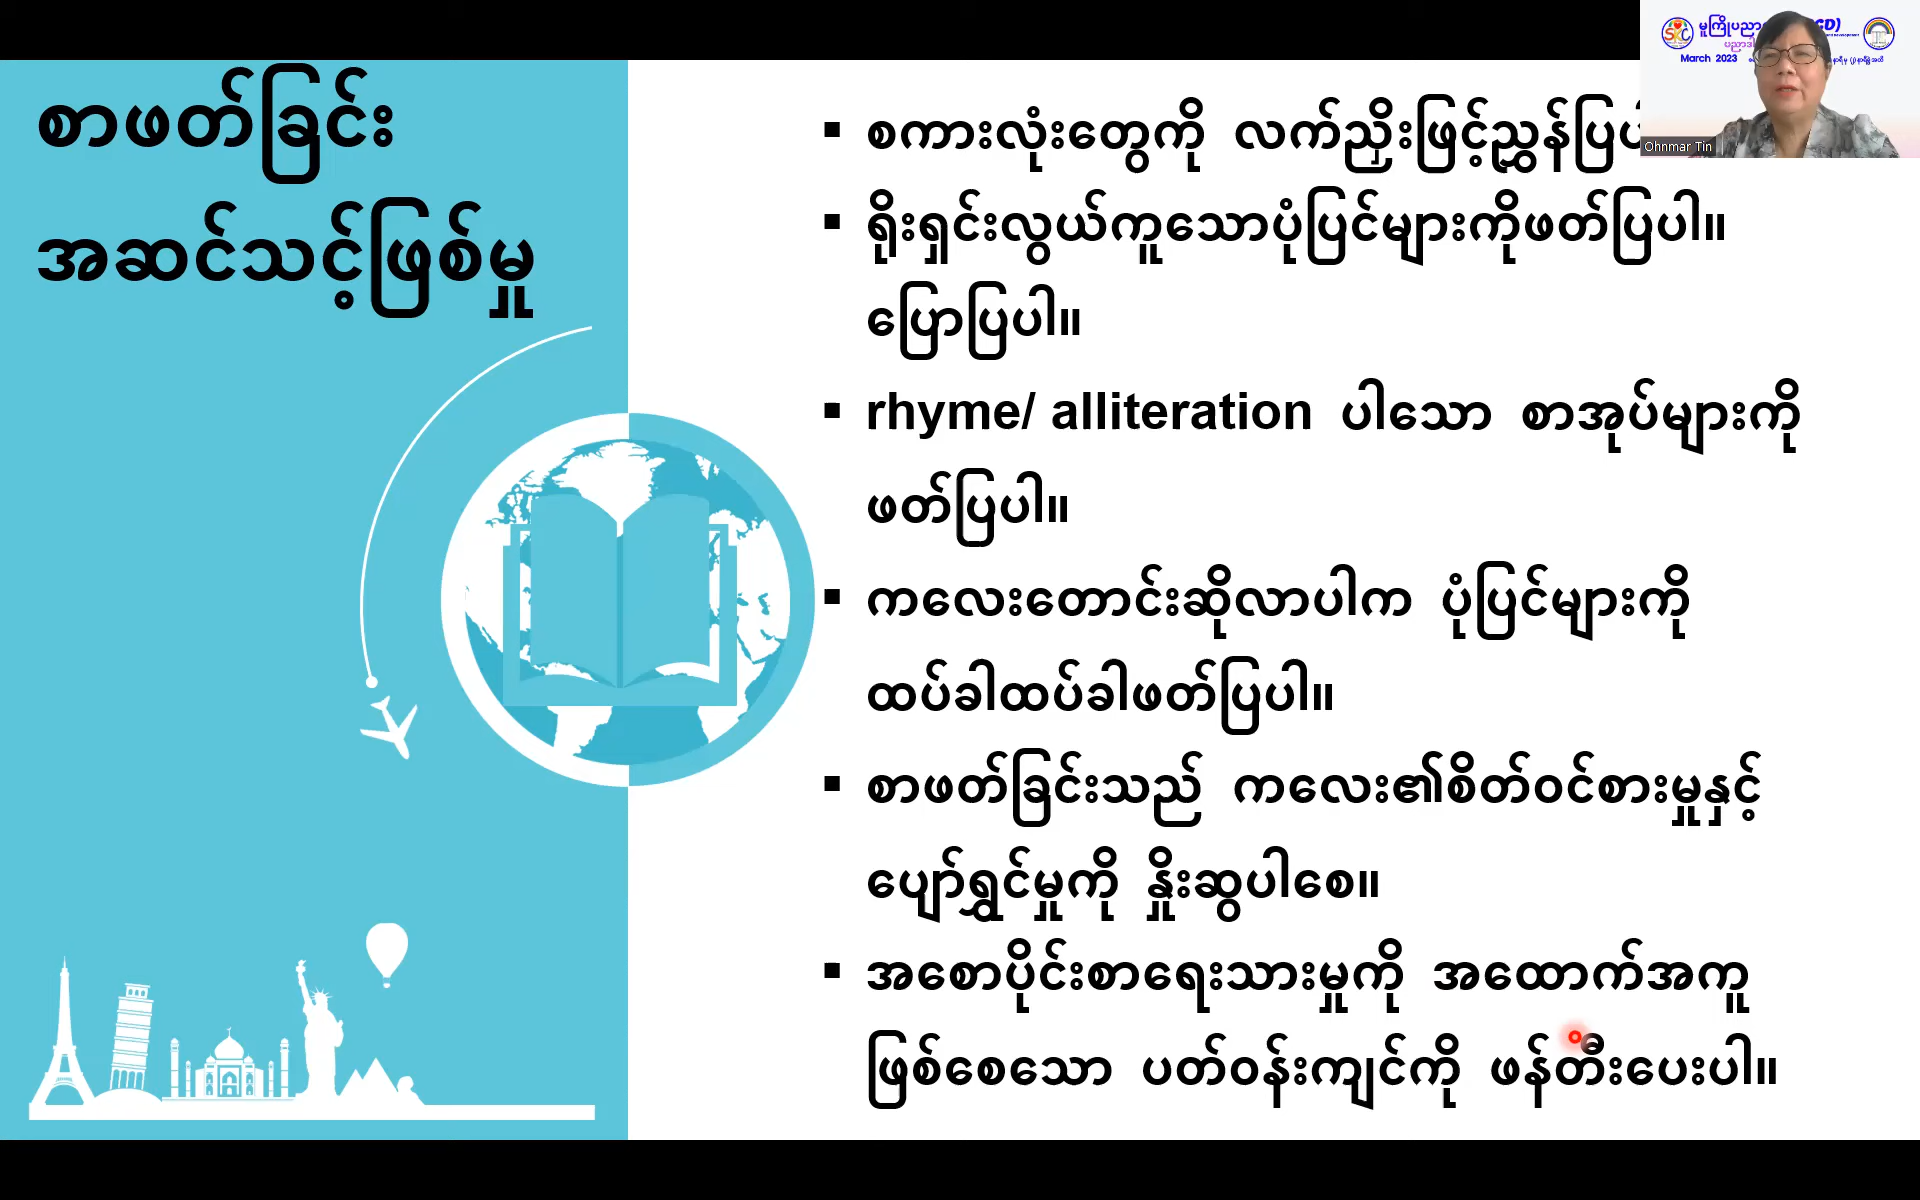 စာဖတ်ခြင်း
အဆင်သင့်ဖြစ်မှု
▪ စကားလုံးတွေကို လက်ညှိုးဖြင့်ညွှန်ပြပါ
▪ ရိုးရှင်းလွယ်ကူသောပုံပြင်များကိုဖတ်ပြပါ။
ပြောပြပါ။
▪ rhyme/ alliteration ပါသော စာအုပ်များကို
ဖတ်ပြပါ။
▪ ကလေးတောင်းဆိုလာပါက ပုံပြင်များကို
ထပ်ခါထပ်ခါဖတ်ပြပါ။
▪ စာဖတ်ခြင်းသည် ကလေး၏စိတ်ဝင်စားမှုနှင့်
ပျော်ရွှင်မှုကို နှိုးဆွပါစေ။
▪ အစောပိုင်းစာရေးသားမှုကို အထောက်အကူ
ဖြစ်စေသော ပတ်ဝန်းကျင်ကို ဖန်တီးပေးပါ။
March 2023
Ohnmar Tin